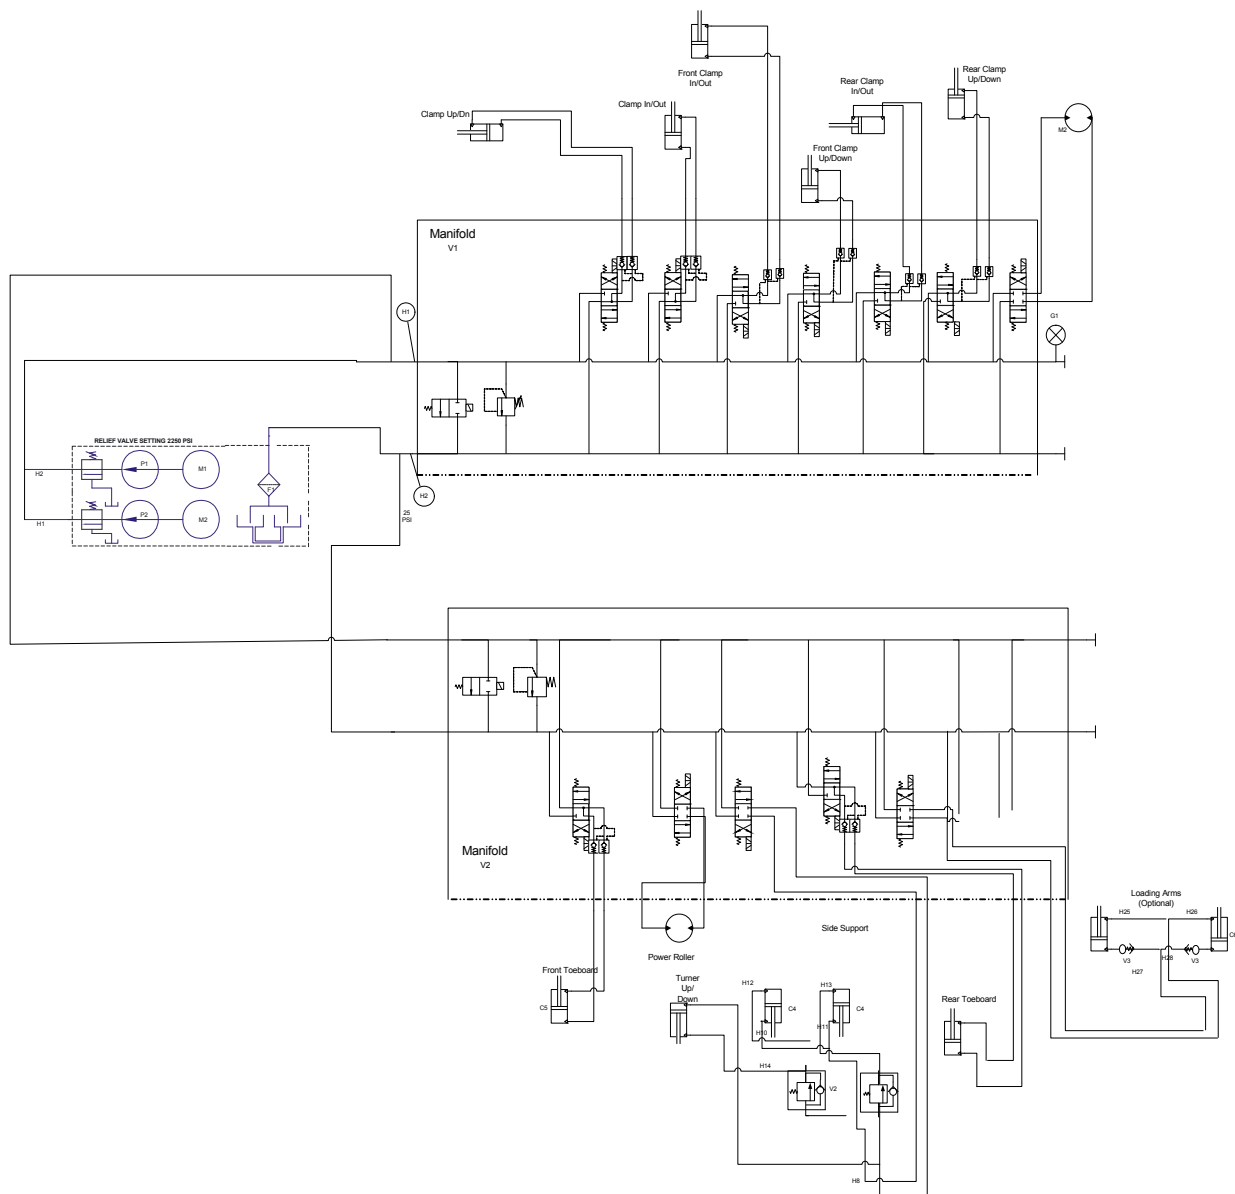 Front Clamp
In/Out
Rear Clamp
Up/Down
Rear Clamp
In/Out
Clamp In/Out
Clamp Up/Dn
M2
Front Clamp
Up/Down
Manifold
V1
H1
G1
RELIEF VALVE SETTING 2250 PSI
H2
P1
M1
F1
H2
25
PSI
P2
M2
H1
Manifold
V2
Loading Arms
(Optional)
H25
H26
Side Support
V3
H28
V3
H27
Power Roller
Front Toeboard
Turner
Up/
Down
H12
H13
C5
C4
C4
Rear Toeboard
H10
H11
H14
V2
H8